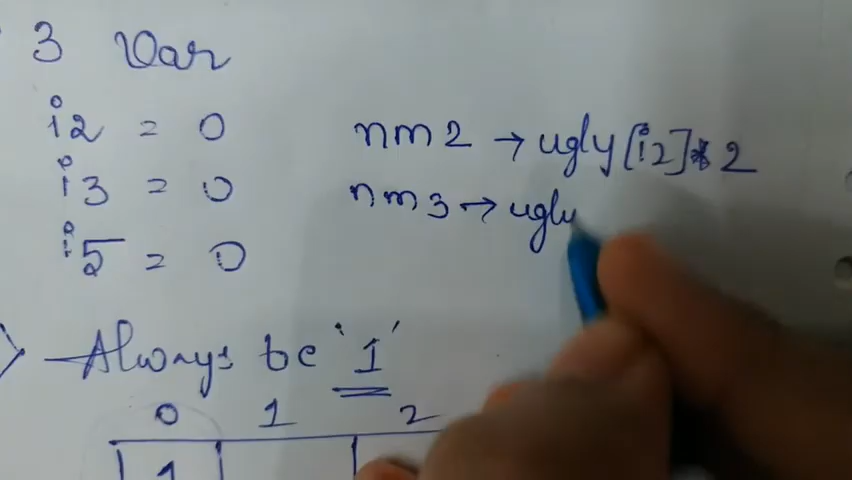 3 Var
i2 = 0
nm2 → ugly[i2]*2
i3 = 0
nm3 → ugly
i5 = 0
> Always be '1'
0 1 2
1